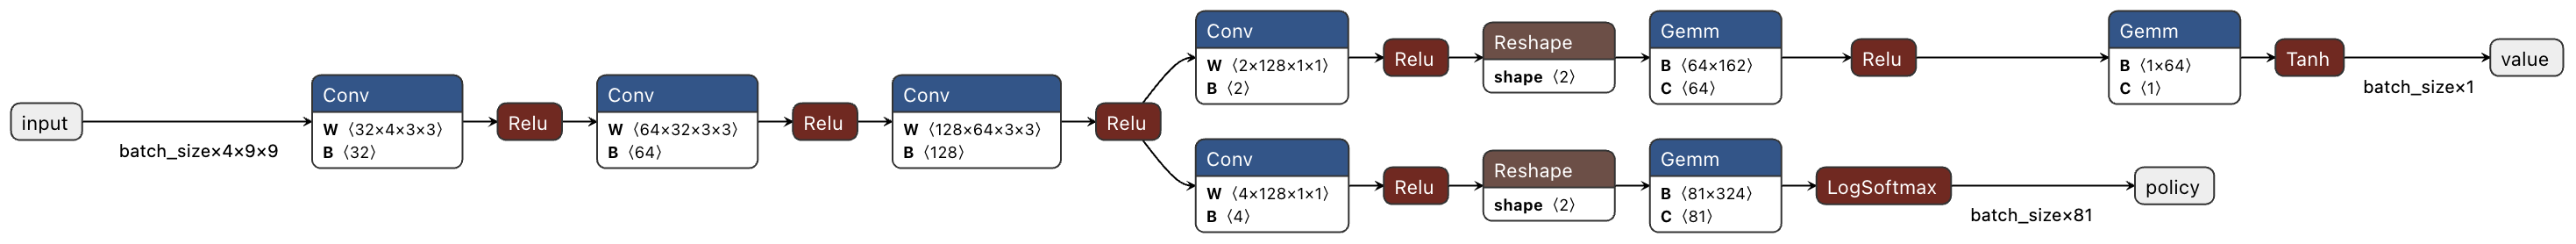 input
batch_size×4×9×9
Conv
W ⟨32×4×3×3⟩
B ⟨32⟩
Relu
Conv
W ⟨64×32×3×3⟩
B ⟨64⟩
Relu
Conv
W ⟨128×64×3×3⟩
B ⟨128⟩
Relu
Conv
W ⟨2×128×1×1⟩
B ⟨2⟩
Relu
Reshape
shape ⟨2⟩
Gemm
B ⟨64×162⟩
C ⟨64⟩
Relu
Gemm
B ⟨1×64⟩
C ⟨1⟩
Tanh
batch_size×1
value
Conv
W ⟨4×128×1×1⟩
B ⟨4⟩
Relu
Reshape
shape ⟨2⟩
Gemm
B ⟨81×324⟩
C ⟨81⟩
LogSoftmax
batch_size×81
policy